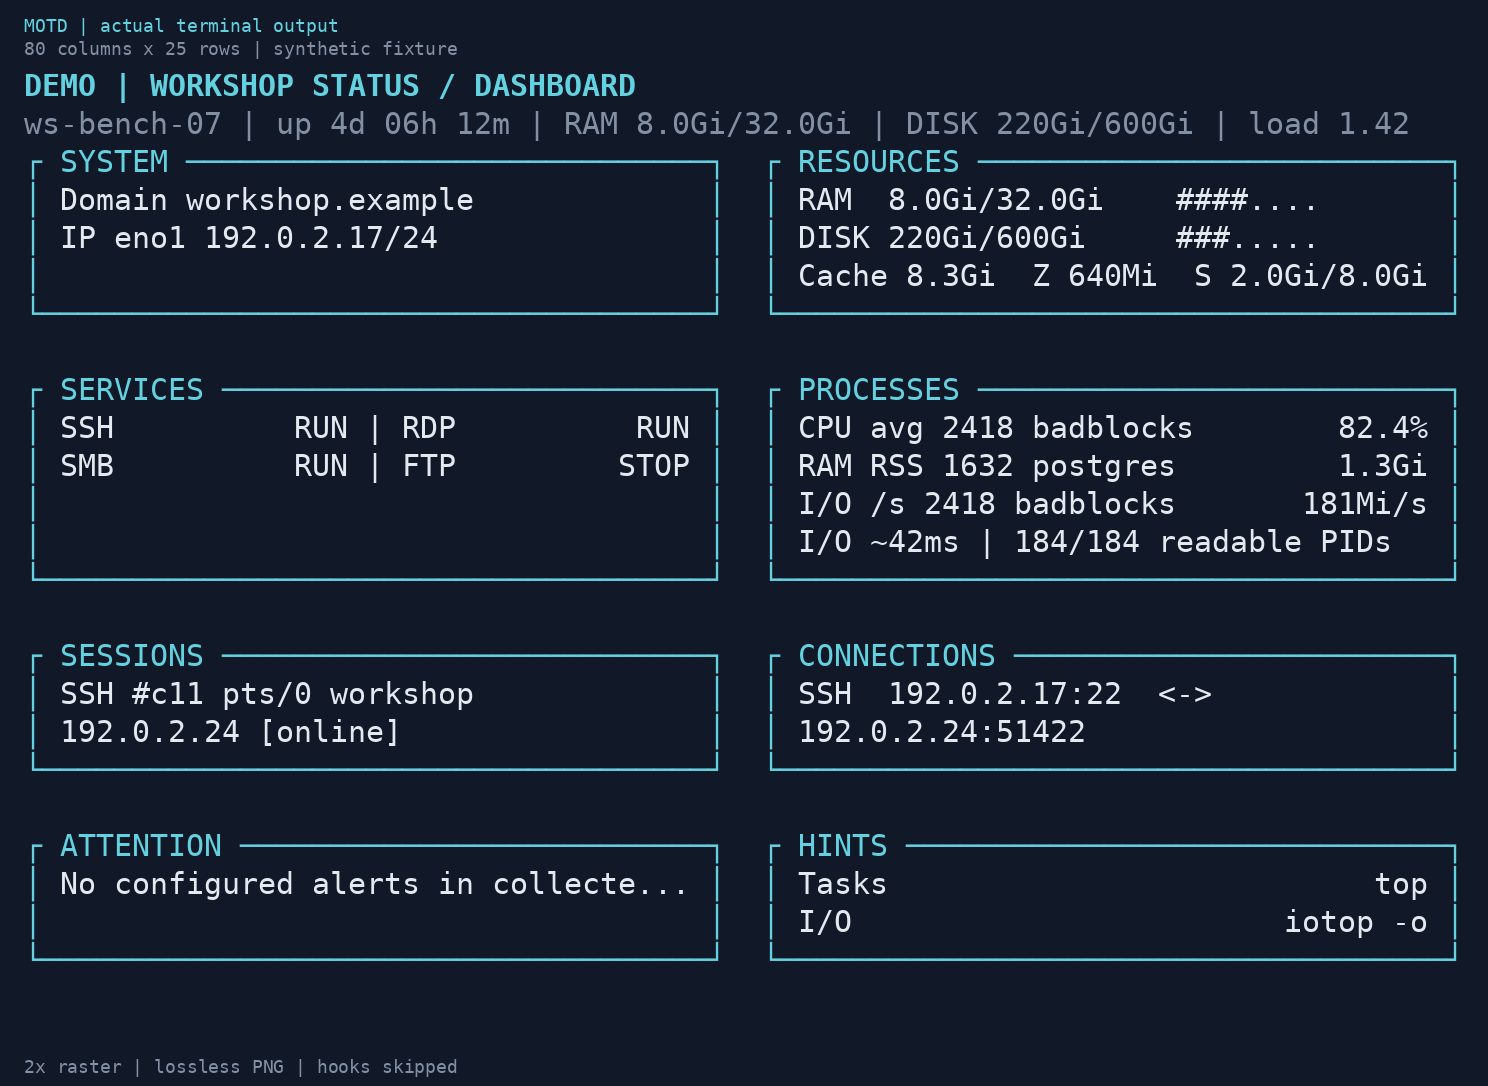 MOTD | actual terminal output
80 columns x 25 rows | synthetic fixture
DEMO | WORKSHOP STATUS / DASHBOARD
ws-bench-07 | up 4d 06h 12m | RAM 8.0Gi/32.0Gi | DISK 220Gi/600Gi | load 1.42
SYSTEM
Domain workshop.example
IP eno1 192.0.2.17/24
RESOURCES
RAM  8.0Gi/32.0Gi    ####....
DISK 220Gi/600Gi     ###.....
Cache 8.3Gi  Z 640Mi  S 2.0Gi/8.0Gi
SERVICES
SSH          RUN | RDP          RUN
SMB          RUN | FTP         STOP
PROCESSES
CPU avg 2418 badblocks        82.4%
RAM RSS 1632 postgres         1.3Gi
I/O /s 2418 badblocks       181Mi/s
I/O ~42ms | 184/184 readable PIDs
SESSIONS
SSH #c11 pts/0 workshop
192.0.2.24 [online]
CONNECTIONS
SSH  192.0.2.17:22  <->
192.0.2.24:51422
ATTENTION
No configured alerts in collecte...
HINTS
Tasks                           top
I/O                        iotop -o
2x raster | lossless PNG | hooks skipped